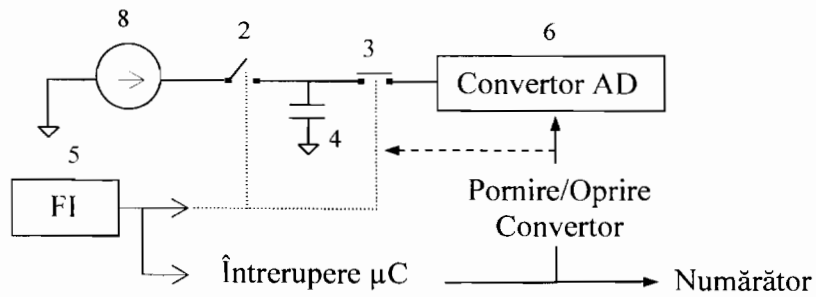 8
2
3
6
Convertor AD
4
5
FI
Pornire/Oprire
Convertor
Întrerupere μC
Numărător